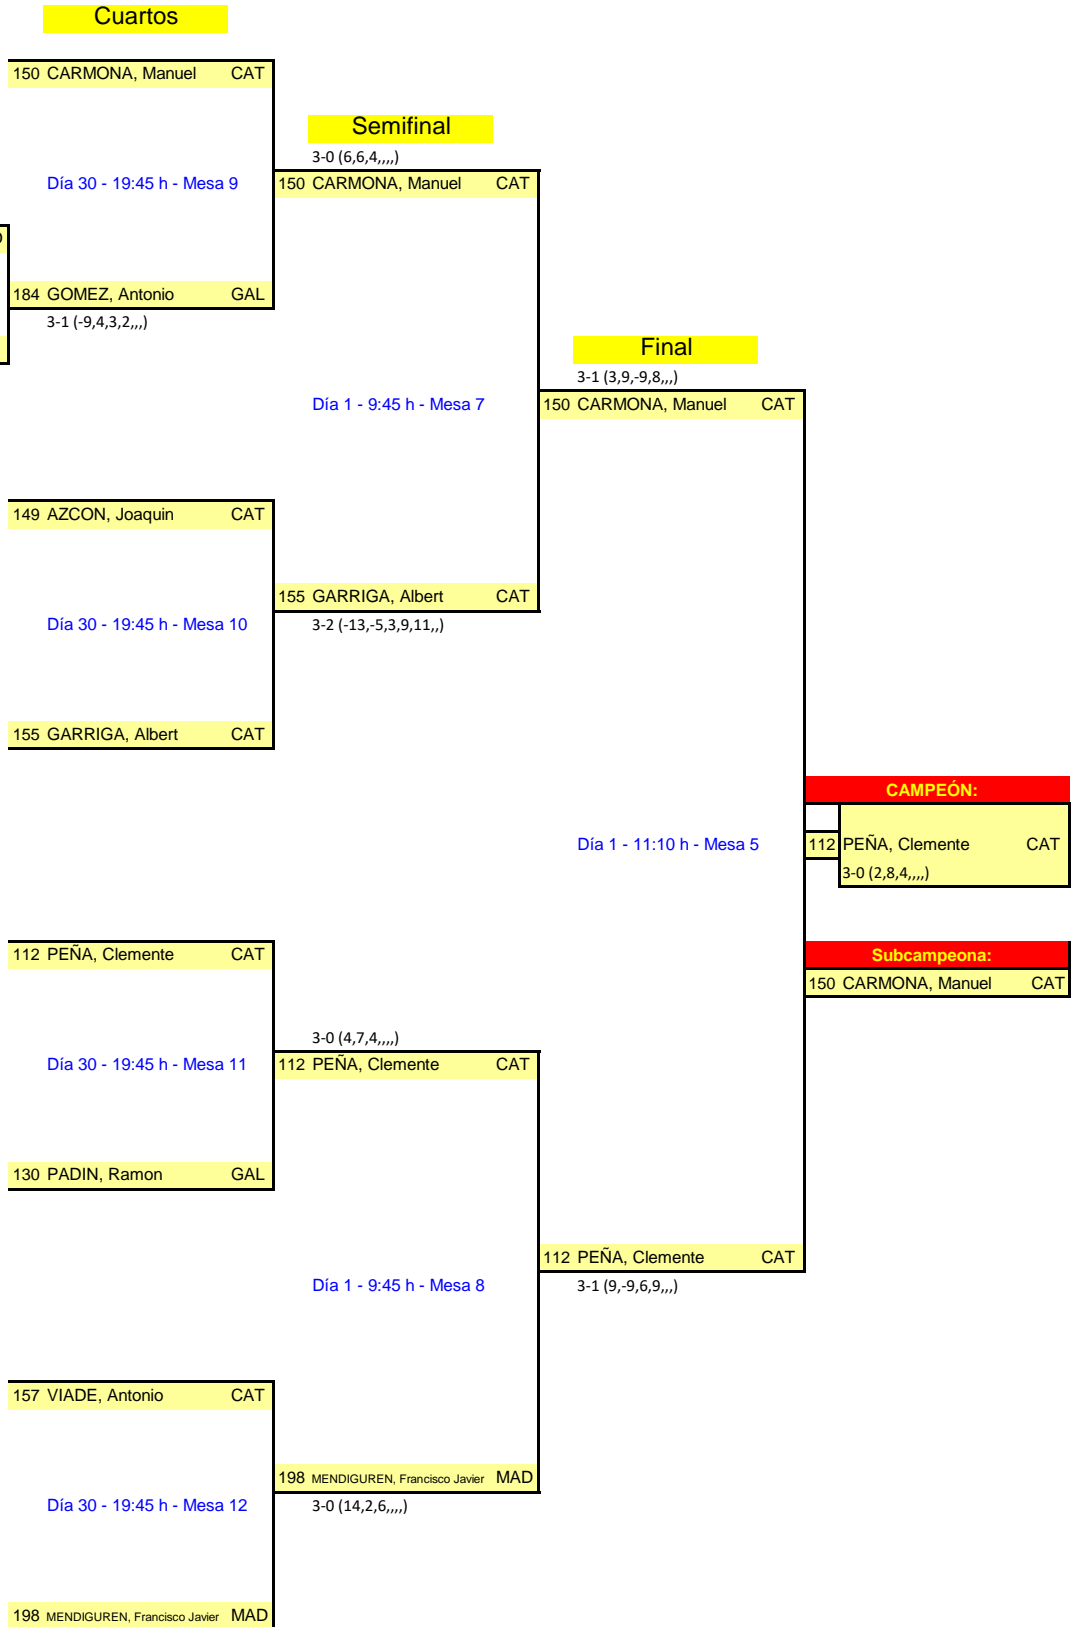 Cuartos
150 CARMONA, Manuel CAT
Semifinal
3-0 (6,6,4,,,,)
Día 30 - 19:45 h - Mesa 9
150 CARMONA, Manuel CAT
184 GOMEZ, Antonio GAL
3-1 (-9,4,3,2,,,)
Final
3-1 (3,9,-9,8,,,)
Día 1 - 9:45 h - Mesa 7
150 CARMONA, Manuel CAT
149 AZCON, Joaquin CAT
155 GARRIGA, Albert CAT
Día 30 - 19:45 h - Mesa 10
3-2 (-13,-5,3,9,11,,)
155 GARRIGA, Albert CAT
CAMPEÓN:
Día 1 - 11:10 h - Mesa 5
112 PEÑA, Clemente CAT
3-0 (2,8,4,,,,)
112 PEÑA, Clemente CAT
Subcampeona:
150 CARMONA, Manuel CAT
3-0 (4,7,4,,,,)
Día 30 - 19:45 h - Mesa 11
112 PEÑA, Clemente CAT
130 PADIN, Ramon GAL
112 PEÑA, Clemente CAT
Día 1 - 9:45 h - Mesa 8
3-1 (9,-9,6,9,,,)
157 VIADE, Antonio CAT
198 MENDIGUREN, Francisco Javier MAD
Día 30 - 19:45 h - Mesa 12
3-0 (14,2,6,,,,)
198 MENDIGUREN, Francisco Javier MAD